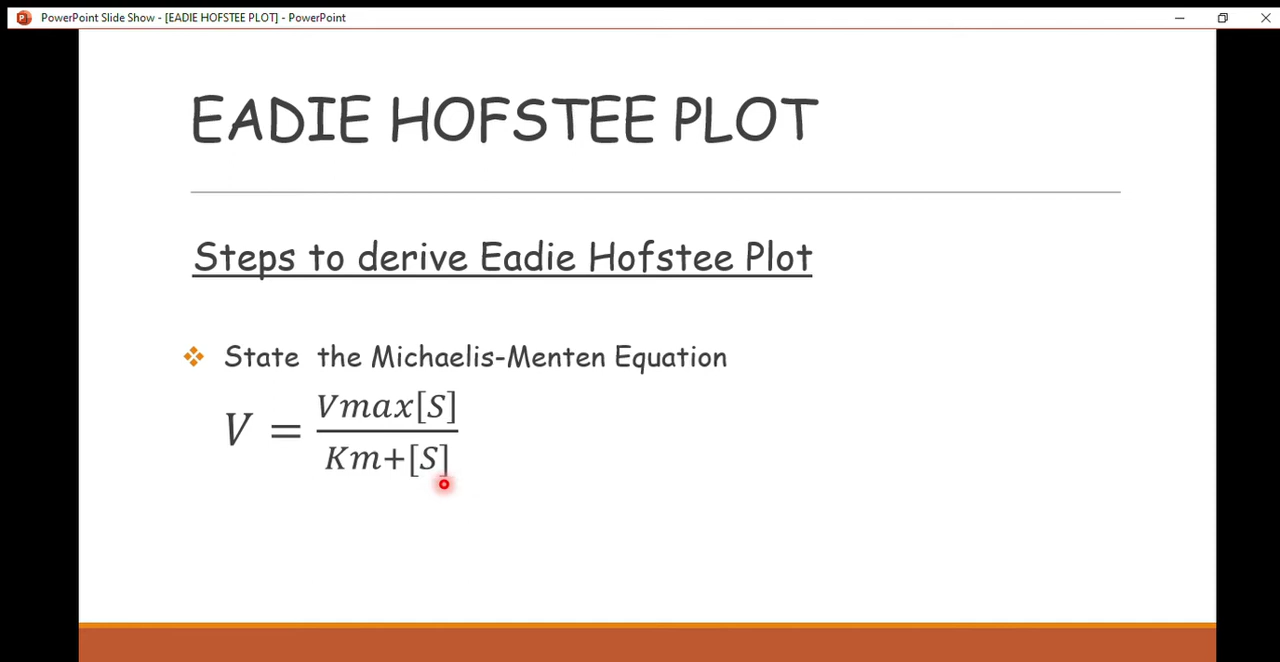 PowerPoint Slide Show - [EADIE HOFSTEE PLOT] - PowerPoint
EADIE HOFSTEE PLOT
Steps to derive Eadie Hofstee Plot
❖ State the Michaelis-Menten Equation
V = Vmax[S]
Km+[S]